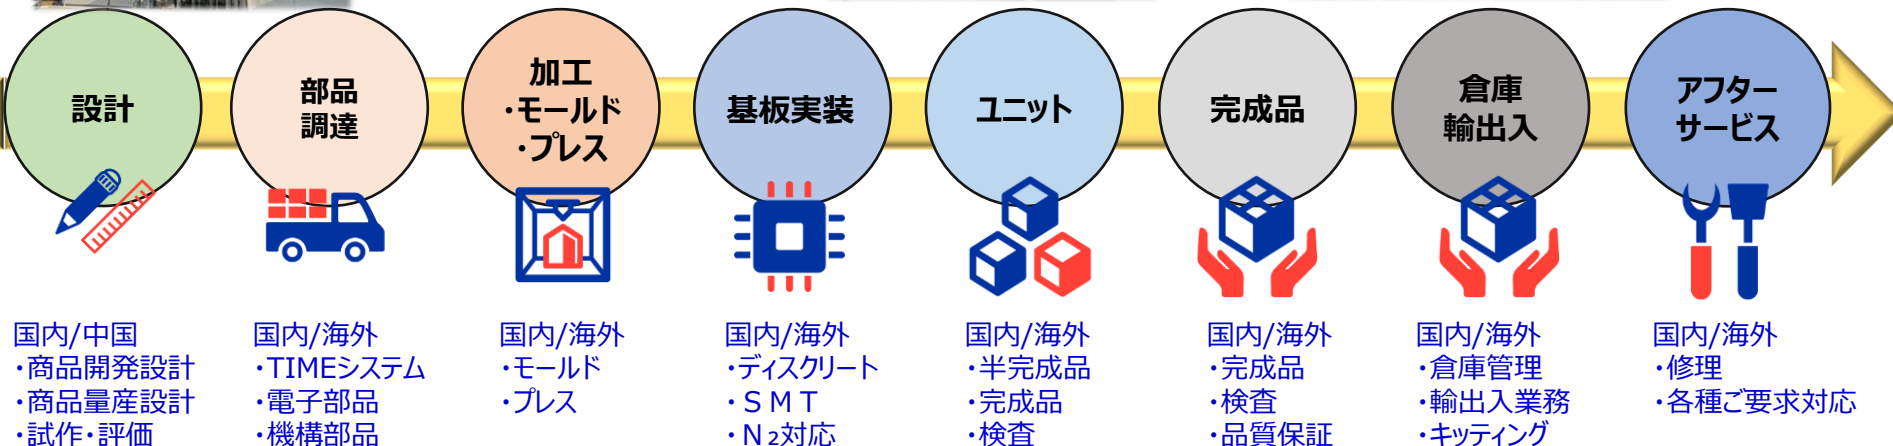 設計
部品
調達
加工
・モールド
・プレス
基板実装
ユニット
完成品
倉庫
輸出入
アフター
サービス
国内/中国
・商品開発設計
・商品量産設計
・試作・評価
国内/海外
・TIMEシステム
・電子部品
・機構部品
国内/海外
・モールド
・プレス
国内/海外
・ディスクリート
・ＳＭＴ
・Ｎ₂対応
国内/海外
・半完成品
・完成品
・検査
国内/海外
・完成品
・検査
・品質保証
国内/海外
・倉庫管理
・輸出入業務
・キッティング
国内/海外
・修理
・各種ご要求対応